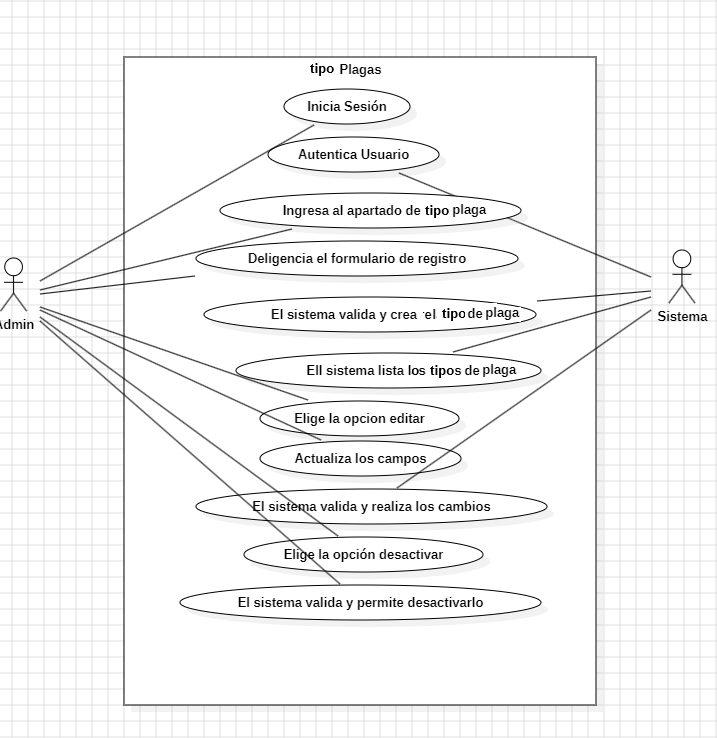 tipo Plagas
Inicia Sesión
Autentica Usuario
Ingresa al apartado de tipo plaga
Deligencia el formulario de registro
El sistema valida y crea el tipo de plaga
Ell sistema lista los tipos de plaga
Elige la opcion editar
Actualiza los campos
El sistema valida y realiza los cambios
Elige la opción desactivar
El sistema valida y permite desactivarlo
Admin
Sistema